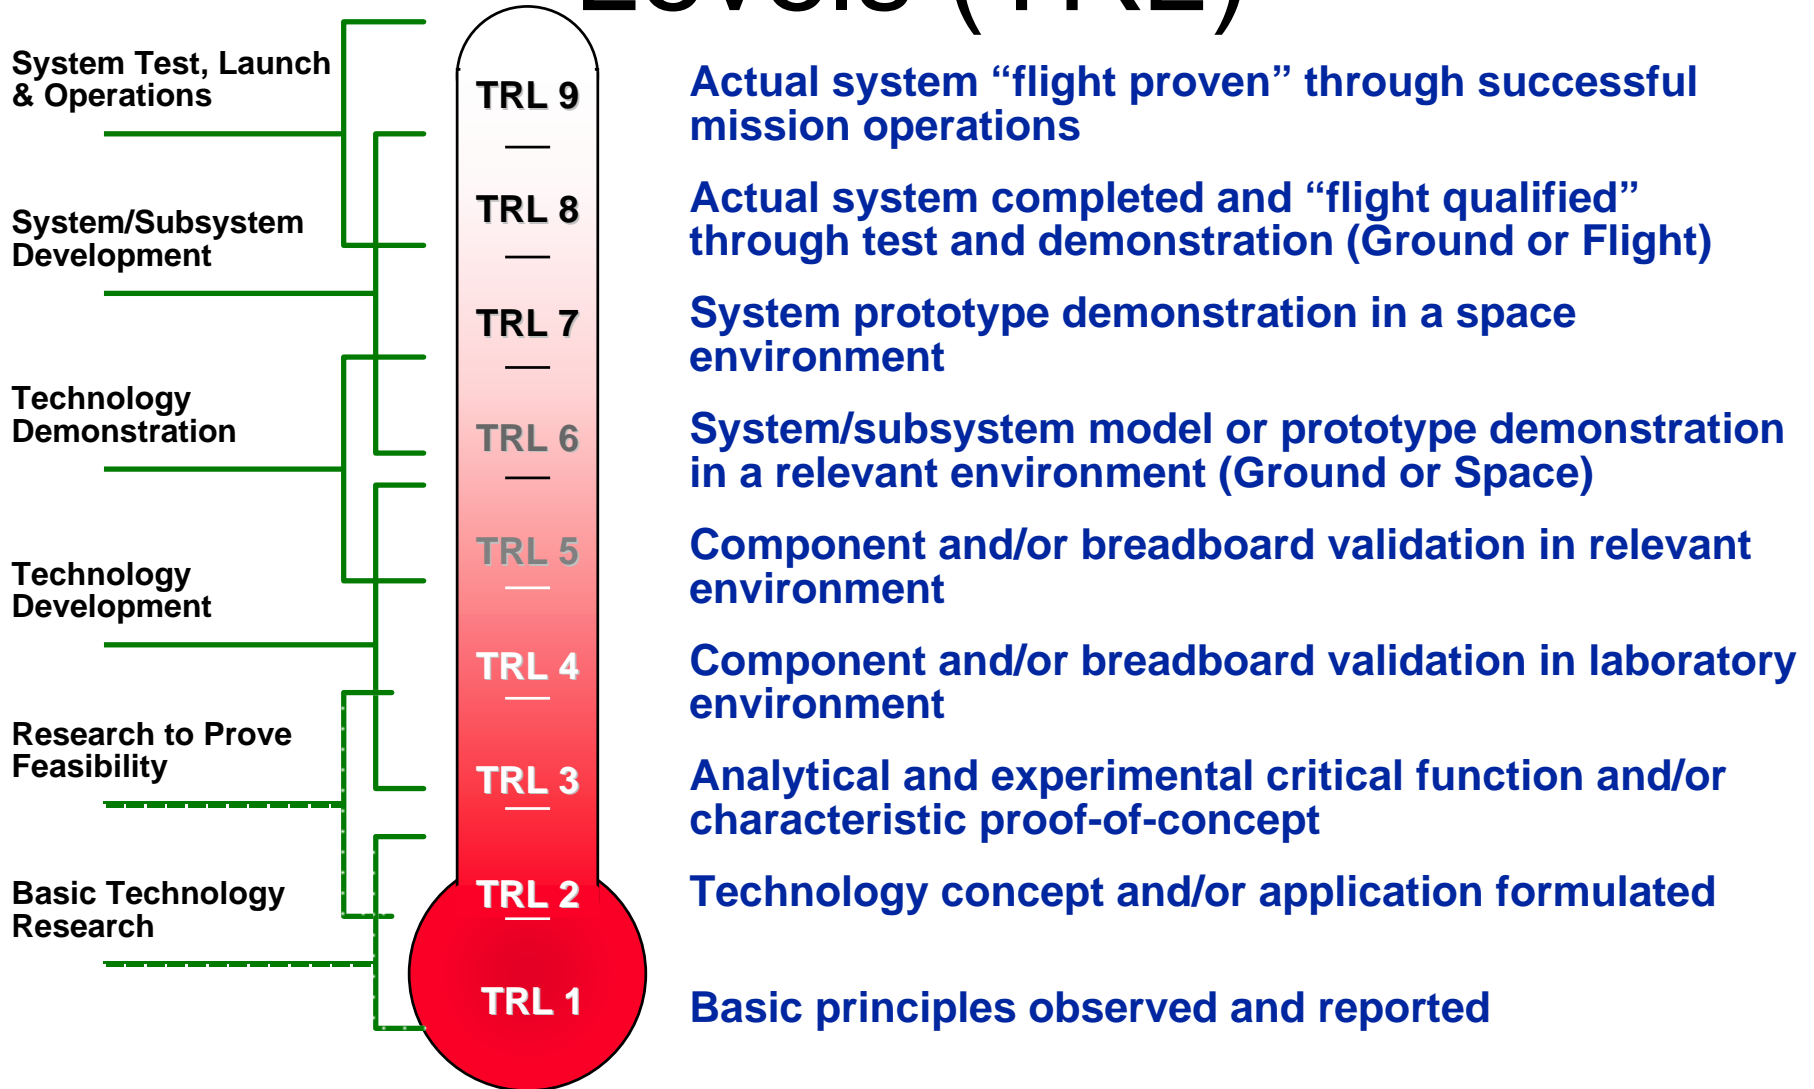 Levels (TRL)
System Test, Launch
& Operations
System/Subsystem
Development
Technology
Demonstration
Technology
Development
Research to Prove
Feasibility
Basic Technology
Research
TRL 9
TRL 8
TRL 7
TRL 6
TRL 5
TRL 4
TRL 3
TRL 2
TRL 1
Actual system “flight proven” through successful
mission operations
Actual system completed and “flight qualified”
through test and demonstration (Ground or Flight)
System prototype demonstration in a space
environment
System/subsystem model or prototype demonstration
in a relevant environment (Ground or Space)
Component and/or breadboard validation in relevant
environment
Component and/or breadboard validation in laboratory
environment
Analytical and experimental critical function and/or
characteristic proof-of-concept
Technology concept and/or application formulated
Basic principles observed and reported